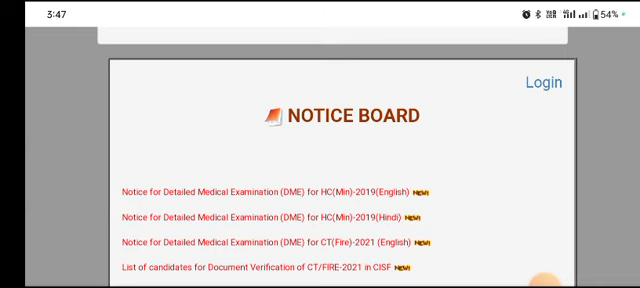 3:47
54%
Login
NOTICE BOARD
Notice for Detailed Medical Examination (DME) for HC(Min)-2019(English) NEW!
Notice for Detailed Medical Examination (DME) for HC(Min)-2019(Hindi) NEW!
Notice for Detailed Medical Examination (DME) for CT(Fire)-2021 (English) NEW!
List of candidates for Document Verification of CT/FIRE-2021 in CISF NEW!